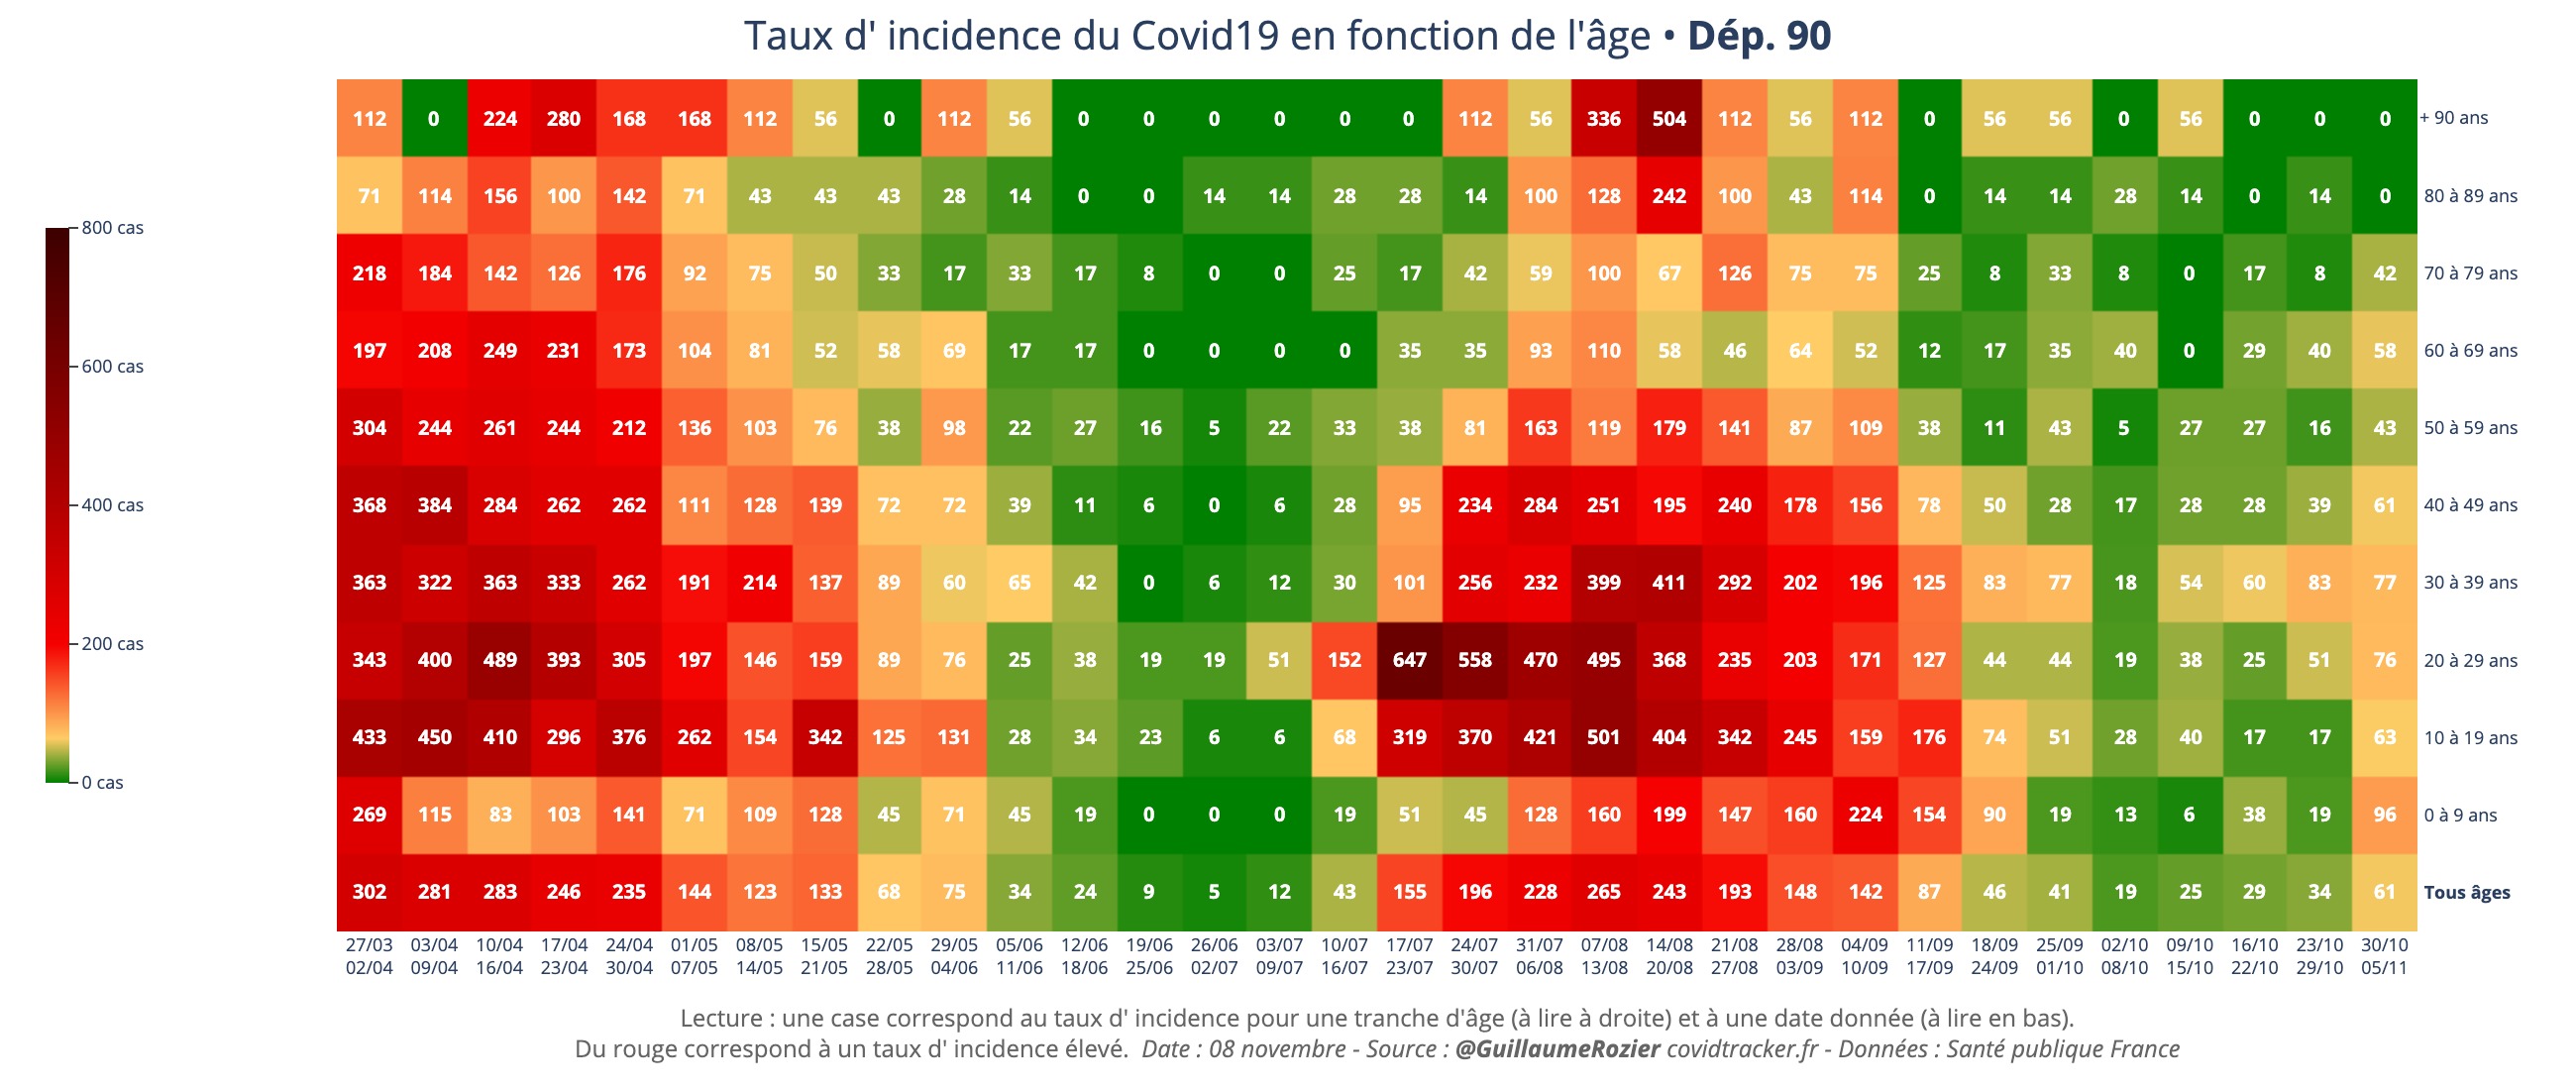 Taux d' incidence du Covid19 en fonction de l'âge • Dép. 90
112 0 224 280 168 168 112 56 0 112 56 0 0 0 0 0 0 112 56 336 504 112 56 112 0 56 56 0 56 0 0 0 + 90 ans
71 114 156 100 142 71 43 43 43 28 14 0 0 14 14 28 28 14 100 128 242 100 43 114 0 14 14 28 14 0 14 0 80 à 89 ans
800 cas
218 184 142 126 176 92 75 50 33 17 33 17 8 0 0 25 17 42 59 100 67 126 75 75 25 8 33 8 0 17 8 42 70 à 79 ans
197 208 249 231 173 104 81 52 58 69 17 17 0 0 0 0 35 35 93 110 58 46 64 52 12 17 35 40 0 29 40 58 60 à 69 ans
600 cas
304 244 261 244 212 136 103 76 38 98 22 27 16 5 22 33 38 81 163 119 179 141 87 109 38 11 43 5 27 27 16 43 50 à 59 ans
400 cas
368 384 284 262 262 111 128 139 72 72 39 11 6 0 6 28 95 234 284 251 195 240 178 156 78 50 28 17 28 28 39 61 40 à 49 ans
363 322 363 333 262 191 214 137 89 60 65 42 0 6 12 30 101 256 232 399 411 292 202 196 125 83 77 18 54 60 83 77 30 à 39 ans
200 cas
343 400 489 393 305 197 146 159 89 76 25 38 19 19 51 152 647 558 470 495 368 235 203 171 127 44 44 19 38 25 51 76 20 à 29 ans
433 450 410 296 376 262 154 342 125 131 28 34 23 6 6 68 319 370 421 501 404 342 245 159 176 74 51 28 40 17 17 63 10 à 19 ans
0 cas
269 115 83 103 141 71 109 128 45 71 45 19 0 0 0 19 51 45 128 160 199 147 160 224 154 90 19 13 6 38 19 96 0 à 9 ans
302 281 283 246 235 144 123 133 68 75 34 24 9 5 12 43 155 196 228 265 243 193 148 142 87 46 41 19 25 29 34 61 Tous âges
27/03 03/04 10/04 17/04 24/04 01/05 08/05 15/05 22/05 29/05 05/06 12/06 19/06 26/06 03/07 10/07 17/07 24/07 31/07 07/08 14/08 21/08 28/08 04/09 11/09 18/09 25/09 02/10 09/10 16/10 23/10 30/10
02/04 09/04 16/04 23/04 30/04 07/05 14/05 21/05 28/05 04/06 11/06 18/06 25/06 02/07 09/07 16/07 23/07 30/07 06/08 13/08 20/08 27/08 03/09 10/09 17/09 24/09 01/10 08/10 15/10 22/10 29/10 05/11
Lecture : une case correspond au taux d' incidence pour une tranche d'âge (à lire à droite) et à une date donnée (à lire en bas).
Du rouge correspond à un taux d' incidence élevé. Date : 08 novembre - Source : @GuillaumeRozier covidtracker.fr - Données : Santé publique France